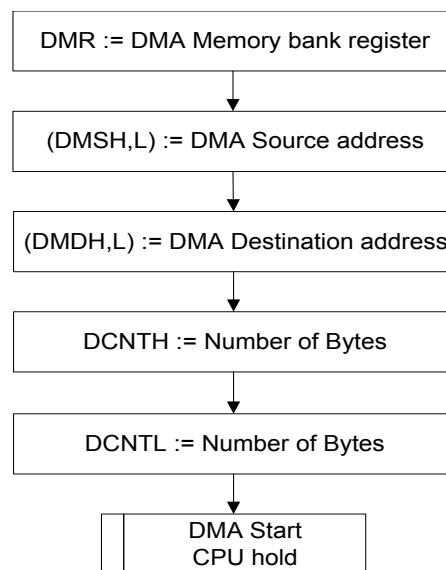 DMR := DMA Memory bank register
(DMSH,L) := DMA Source address
(DMDH,L) := DMA Destination address
DCNTH := Number of Bytes
DCNTL := Number of Bytes
DMA Start
CPU hold